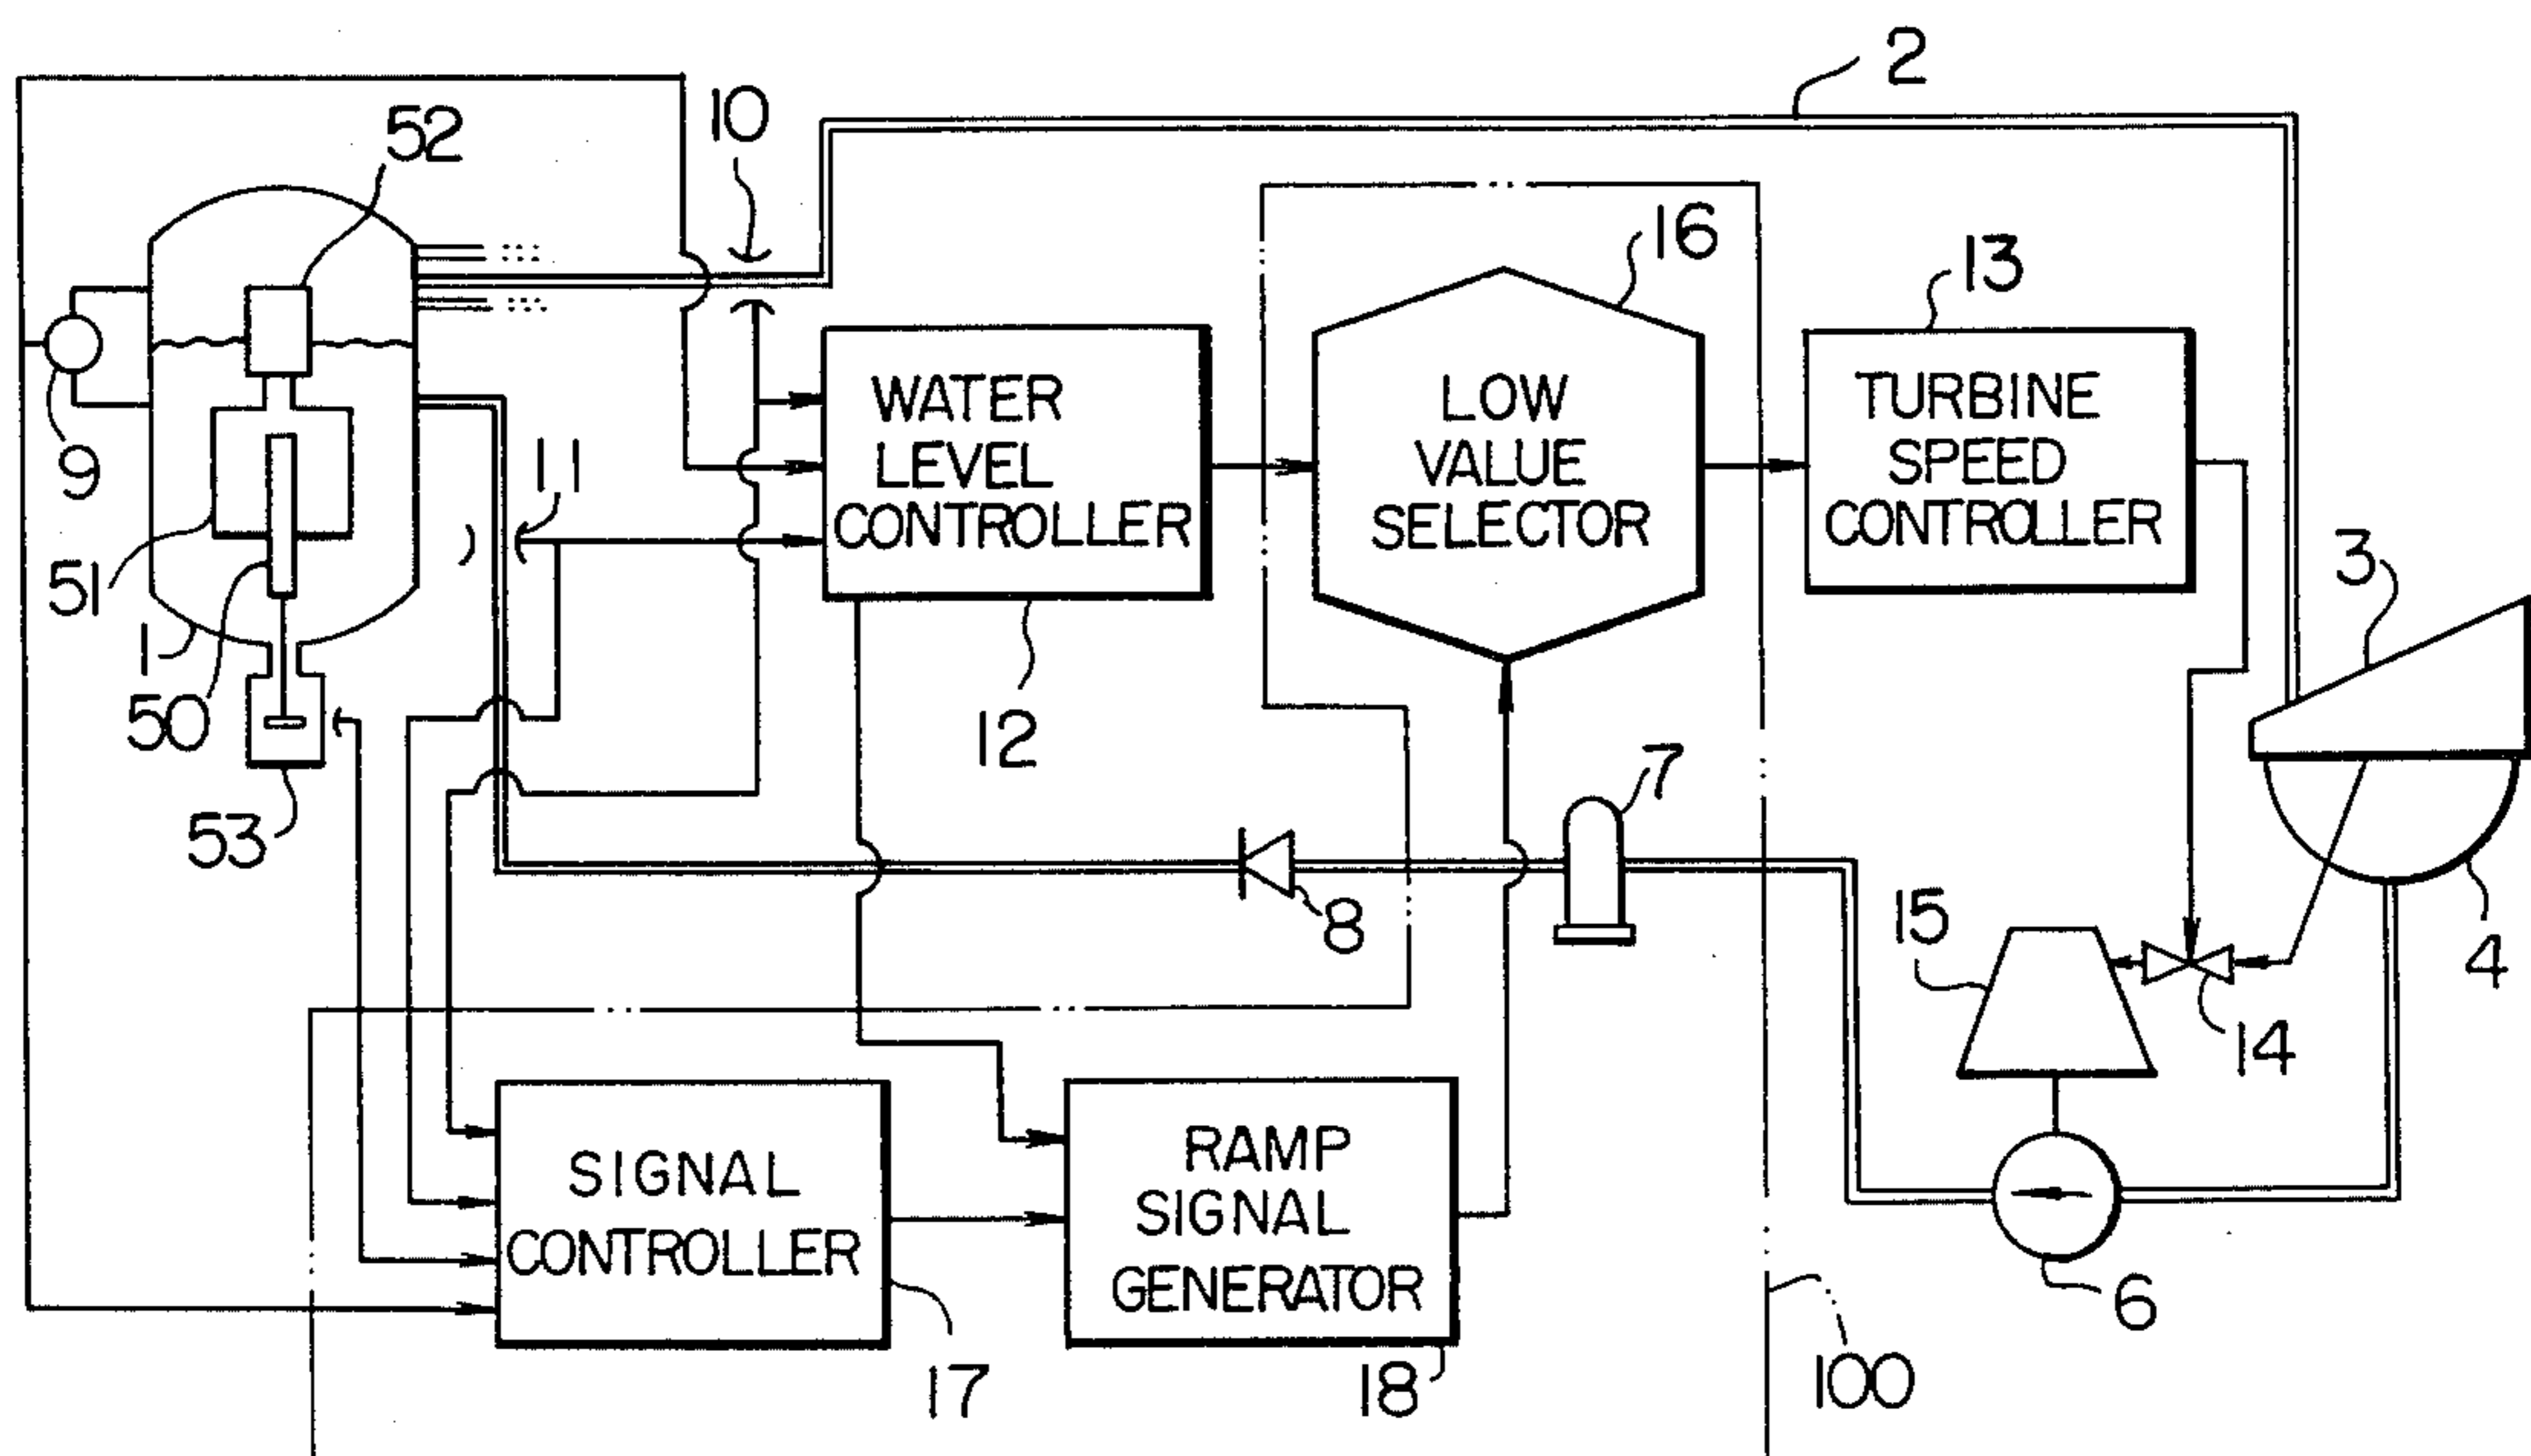 2
10
52
16
13
WATER
LEVEL
CONTROLLER
LOW
VALUE
SELECTOR
TURBINE
SPEED
CONTROLLER
9
11
3
51
1
50
12
7
53
8
15
4
14
SIGNAL
CONTROLLER
RAMP
SIGNAL
GENERATOR
6
17
18
100